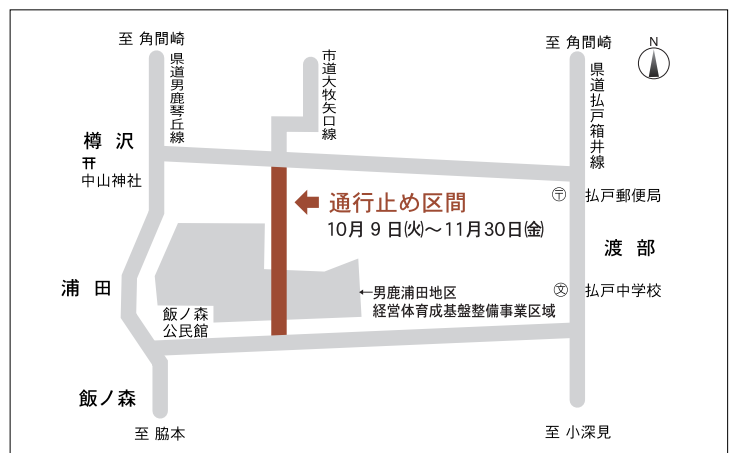 至 角間崎
県道男鹿琴丘線
市道大牧矢口線
至 角間崎
県道払戸箱井線
N
樽沢
中山神社
通行止め区間
10月9日㈫〜11月30日㈮
〒
払戸郵便局
渡部
浦田
←男鹿浦田地区
経営体育成基盤整備事業区域
文
払戸中学校
飯ノ森
公民館
飯ノ森
至 脇本
至 小深見